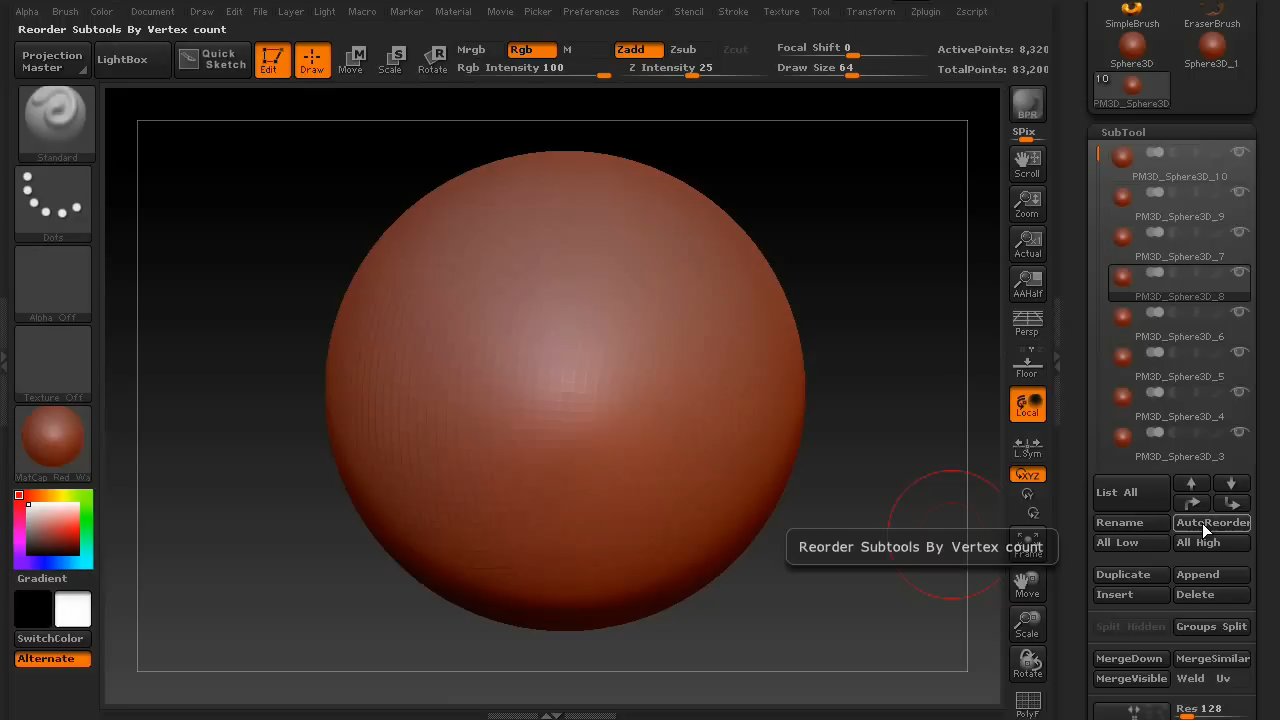 Alpha Brush Color Document Draw Edit File Layer Light Macro Marker Material Movie Picker Preferences Render Stencil Stroke Texture Tool Transform Zplugin Zscript
Reorder Subtools By Vertex count
Projection Master
LightBox
Quick Sketch
Edit
Draw
Move
Scale
Rotate
Mrgb Rgb M
Rgb Intensity 100
Zadd Zsub Zcut
Z Intensity 25
Focal Shift 0
Draw Size 64
ActivePoints: 8,320
TotalPoints: 83,200
Standard
Dots
Alpha Off
Texture Off
MatCap Red Wa
Gradient
SwitchColor
Alternate
BPR
SPix
Scroll
Zoom
Actual
AAHalf
Persp
Floor
Local
L.Sym
XYZ
Y
Z
Frame
Move
Scale
Rotate
PolyF
Reorder Subtools By Vertex count
SimpleBrush EraserBrush
Sphere3D Sphere3D_1
10
PM3D_Sphere3D
SubTool
PM3D_Sphere3D_10
PM3D_Sphere3D_9
PM3D_Sphere3D_7
PM3D_Sphere3D_8
PM3D_Sphere3D_6
PM3D_Sphere3D_5
PM3D_Sphere3D_4
PM3D_Sphere3D_3
List All
Rename AutoReorder
All Low All High
Duplicate Append
Insert Delete
Split Hidden Groups Split
MergeDown MergeSimilar
MergeVisible Weld Uv
Res 128